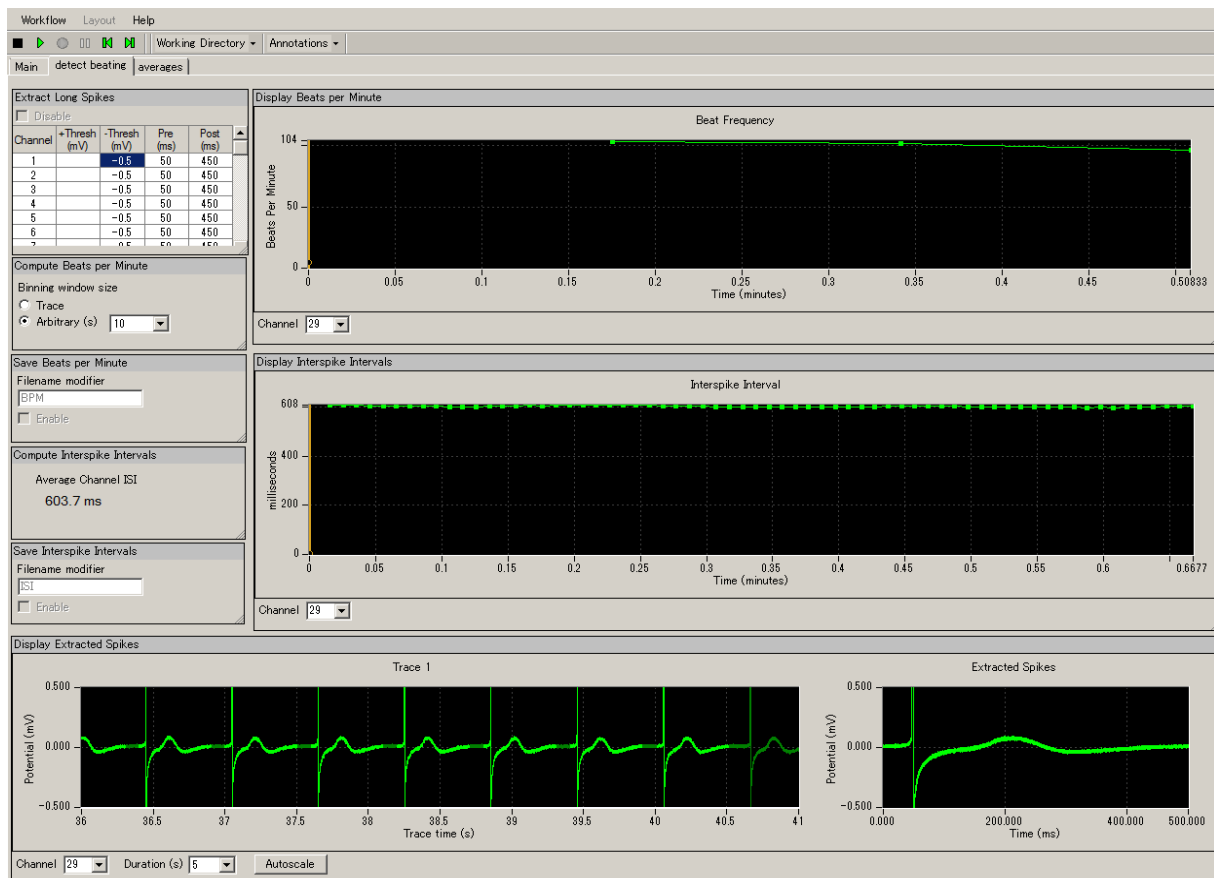 Workflow Layout Help
Working Directory Annotations
Main detect beating averages
Extract Long Spikes
Disable
Channel +Thresh (mV) -Thresh (mV) Pre (ms) Post (ms)
1 -0.5 50 450
2 -0.5 50 450
3 -0.5 50 450
4 -0.5 50 450
5 -0.5 50 450
6 -0.5 50 450
Compute Beats per Minute
Binning window size
Trace
Arbitrary (s) 10
Save Beats per Minute
Filename modifier
BPM
Enable
Compute Interspike Intervals
Average Channel ISI
603.7 ms
Save Interspike Intervals
Filename modifier
ISI
Enable
Display Beats per Minute
Beat Frequency
Beats Per Minute
104
50
0
0 0.05 0.1 0.15 0.2 0.25 0.3 0.35 0.4 0.45 0.50833
Time (minutes)
Channel 29
Display Interspike Intervals
Interspike Interval
milliseconds
608
400
200
0
0 0.05 0.1 0.15 0.2 0.25 0.3 0.35 0.4 0.45 0.5 0.55 0.6 0.6677
Time (minutes)
Channel 29
Display Extracted Spikes
Trace 1
Potential (mV)
0.500
0.000
-0.500
36 36.5 37 37.5 38 38.5 39 39.5 40 40.5 41
Trace time (s)
Extracted Spikes
Potential (mV)
0.500
0.000
-0.500
0.000 200.000 400.000 500.000
Time (ms)
Channel 29 Duration (s) 5 Autoscale